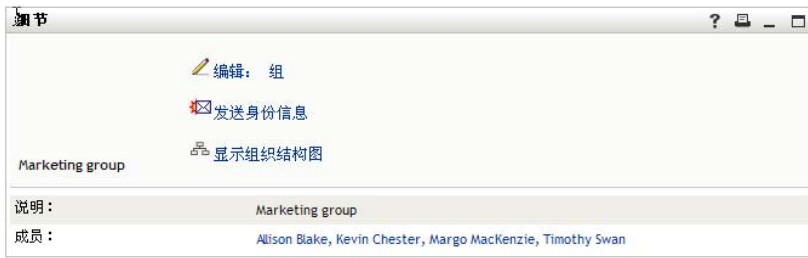 细节
编辑： 组
发送身份信息
显示组织结构图
Marketing group
说明： Marketing group
成员： Allison Blake, Kevin Chester, Margo MacKenzie, Timothy Swan